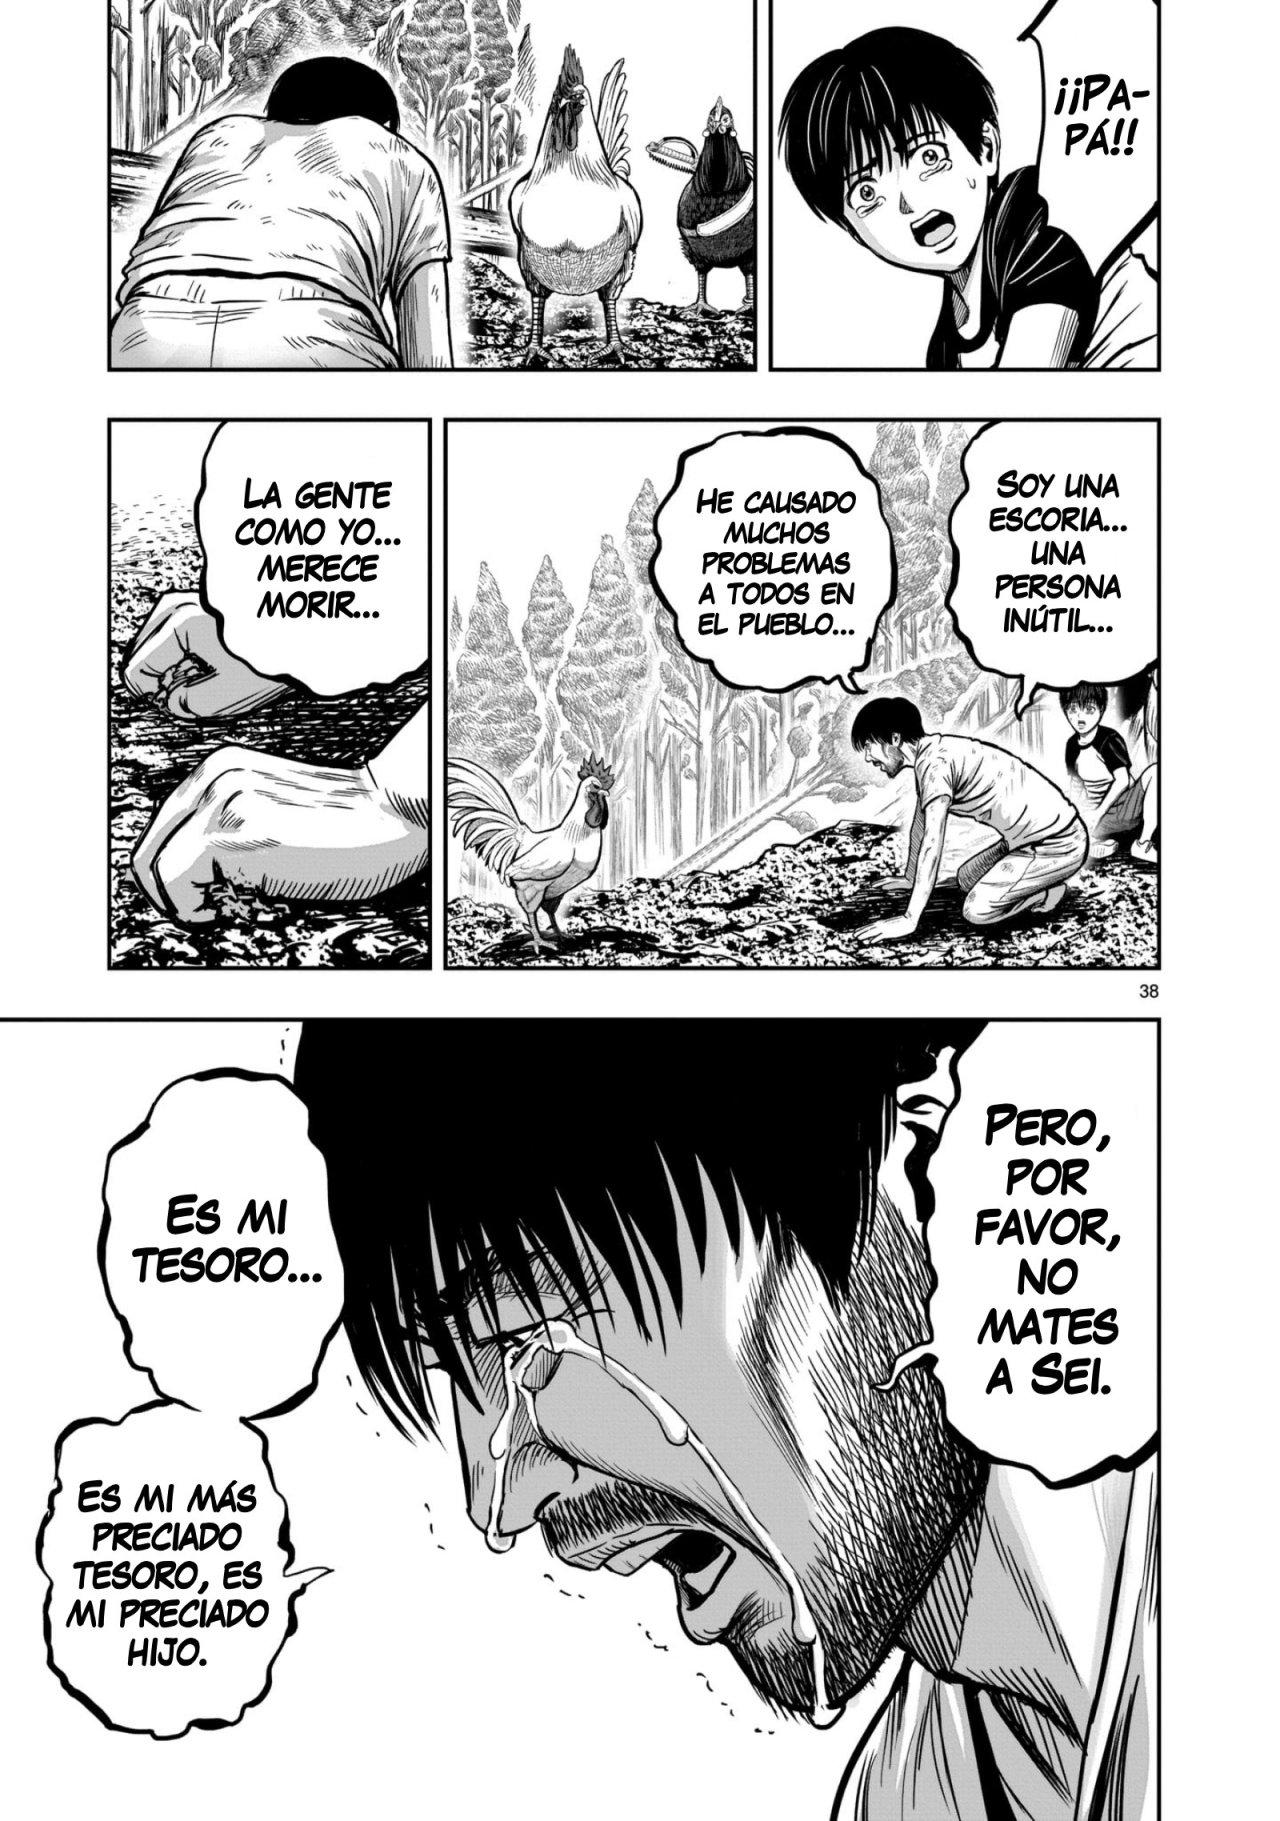 ¡¡PA-
PÁ!!
SOY UNA
ESCORIA...
UNA
PERSONA
INÚTIL...
HE CAUSADO
MUCHOS
PROBLEMAS
A TODOS EN
EL PUEBLO...
LA GENTE
COMO YO...
MERECE
MORIR...
38
PERO,
POR
FAVOR,
NO
MATES
A SEI.
ES MI
TESORO...
ES MI MÁS
PRECIADO
TESORO, ES
MI PRECIADO
HIJO.